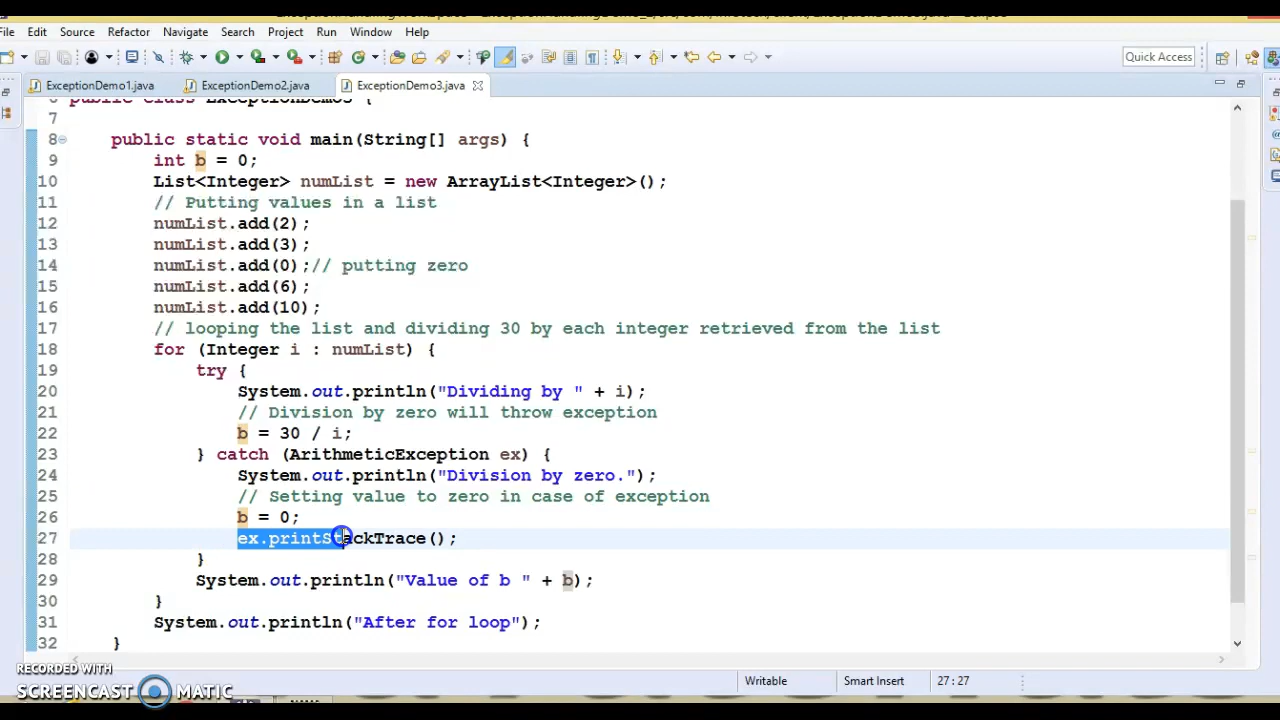 File Edit Source Refactor Navigate Search Project Run Window Help
Quick Access
ExceptionDemo1.java ExceptionDemo2.java ExceptionDemo3.java
6 public class ExceptionDemo3 {
7
8 public static void main(String[] args) {
9 int b = 0;
10 List<Integer> numList = new ArrayList<Integer>();
11 // Putting values in a list
12 numList.add(2);
13 numList.add(3);
14 numList.add(0);// putting zero
15 numList.add(6);
16 numList.add(10);
17 // looping the list and dividing 30 by each integer retrieved from the list
18 for (Integer i : numList) {
19 try {
20 System.out.println("Dividing by " + i);
21 // Division by zero will throw exception
22 b = 30 / i;
23 } catch (ArithmeticException ex) {
24 System.out.println("Division by zero.");
25 // Setting value to zero in case of exception
26 b = 0;
27 ex.printStackTrace();
28 }
29 System.out.println("Value of b " + b);
30 }
31 System.out.println("After for loop");
32 }
RECORDED WITH
SCREENCAST MATIC
Writable Smart Insert 27 : 27